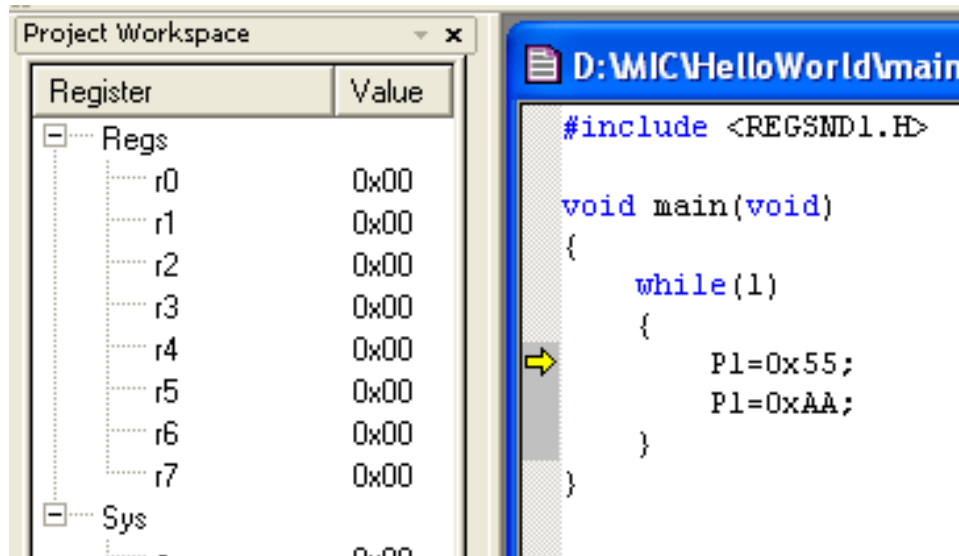 Project Workspace
Register Value
Regs
r0 0x00
r1 0x00
r2 0x00
r3 0x00
r4 0x00
r5 0x00
r6 0x00
r7 0x00
Sys
D:\MIC\HelloWorld\main
#include <REGSND1.H>
void main(void)
{
while(1)
{
P1=0x55;
P1=0xAA;
}
}